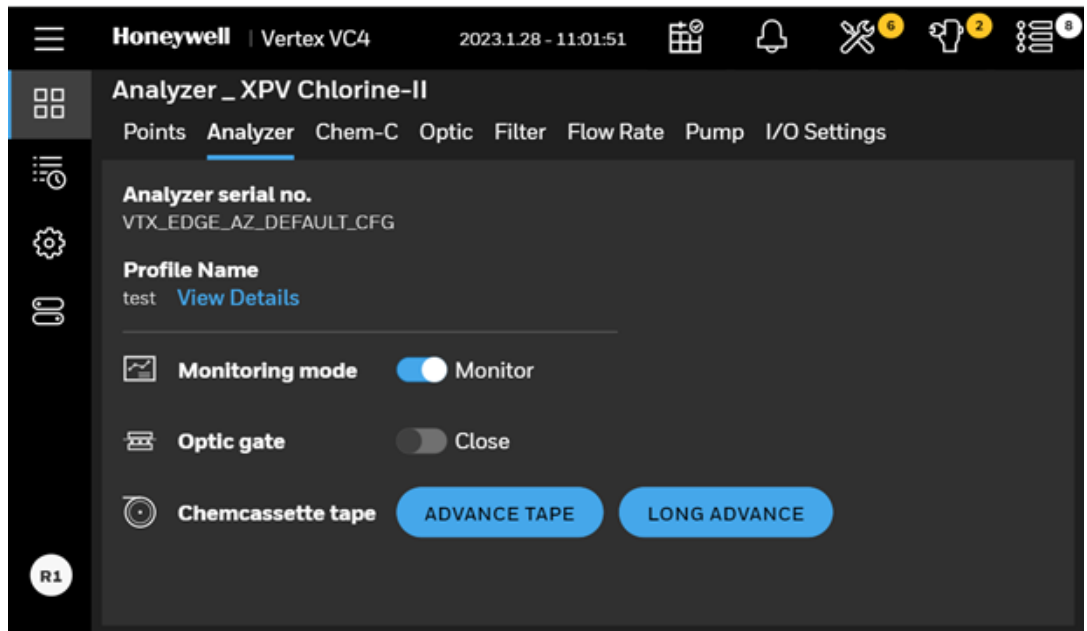 Honeywell | Vertex VC4 2023.1.28 - 11:01:51 6 2 8
Analyzer _ XPV Chlorine-II
Points Analyzer Chem-C Optic Filter Flow Rate Pump I/O Settings
Analyzer serial no.
VTX_EDGE_AZ_DEFAULT_CFG
Profile Name
test View Details
Monitoring mode Monitor
Optic gate Close
Chemcassette tape ADVANCE TAPE LONG ADVANCE
R1